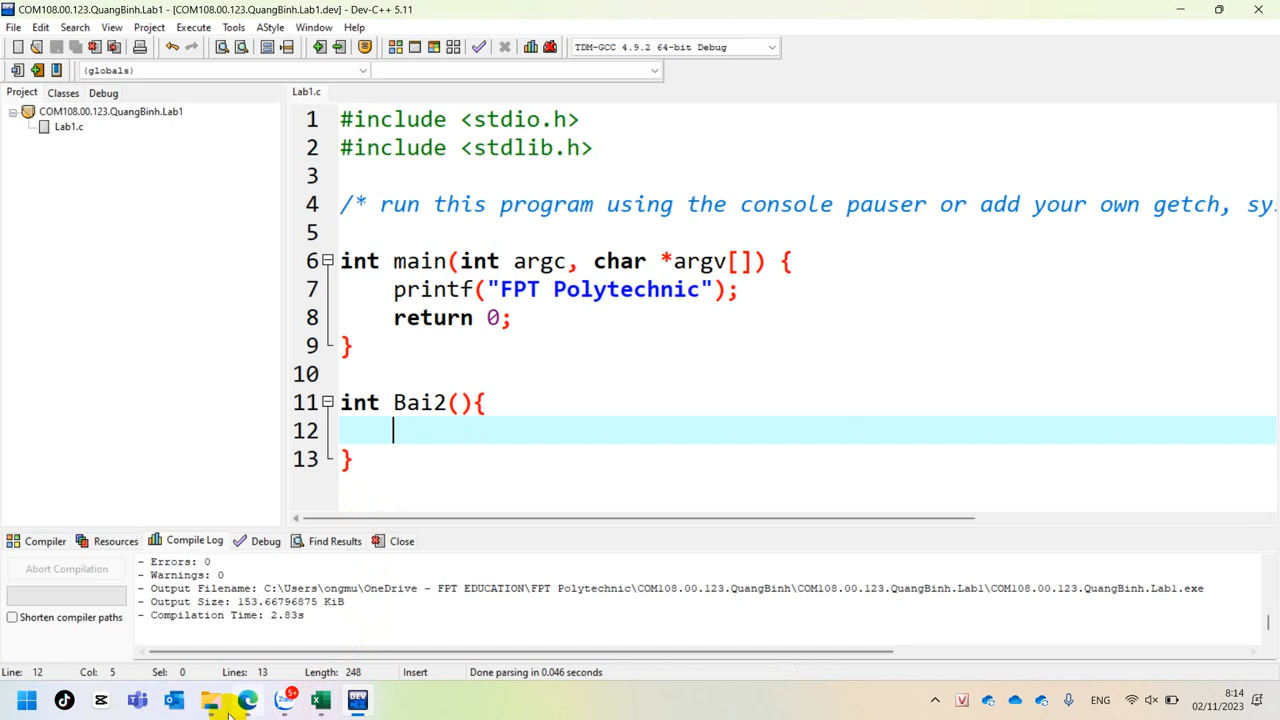 COM108.00.123.QuangBinh.Lab1 - [COM108.00.123.QuangBinh.Lab1.dev] - Dev-C++ 5.11
File Edit Search View Project Execute Tools AStyle Window Help
TDM-GCC 4.9.2 64-bit Debug
(globals)
Project Classes Debug
Lab1.c
COM108.00.123.QuangBinh.Lab1
Lab1.c
1 #include <stdio.h>
2 #include <stdlib.h>
3
4 /* run this program using the console pauser or add your own getch, sy
5
6 int main(int argc, char *argv[]) {
7 printf("FPT Polytechnic");
8 return 0;
9 }
10
11 int Bai2(){
12
13 }
Compiler Resources Compile Log Debug Find Results Close
Abort Compilation
Shorten compiler paths
- Errors: 0
- Warnings: 0
- Output Filename: C:\Users\ongmu\OneDrive - FPT EDUCATION\FPT Polytechnic\COM108.00.123.QuangBinh\COM108.00.123.QuangBinh.Lab1\COM108.00.123.QuangBinh.Lab1.exe
- Output Size: 153.66796875 KiB
- Compilation Time: 2.83s
Line: 12 Col: 5 Sel: 0 Lines: 13 Length: 248 Insert Done parsing in 0.046 seconds
Zalo 5+ DEV
V ENG 8:14
02/11/2023